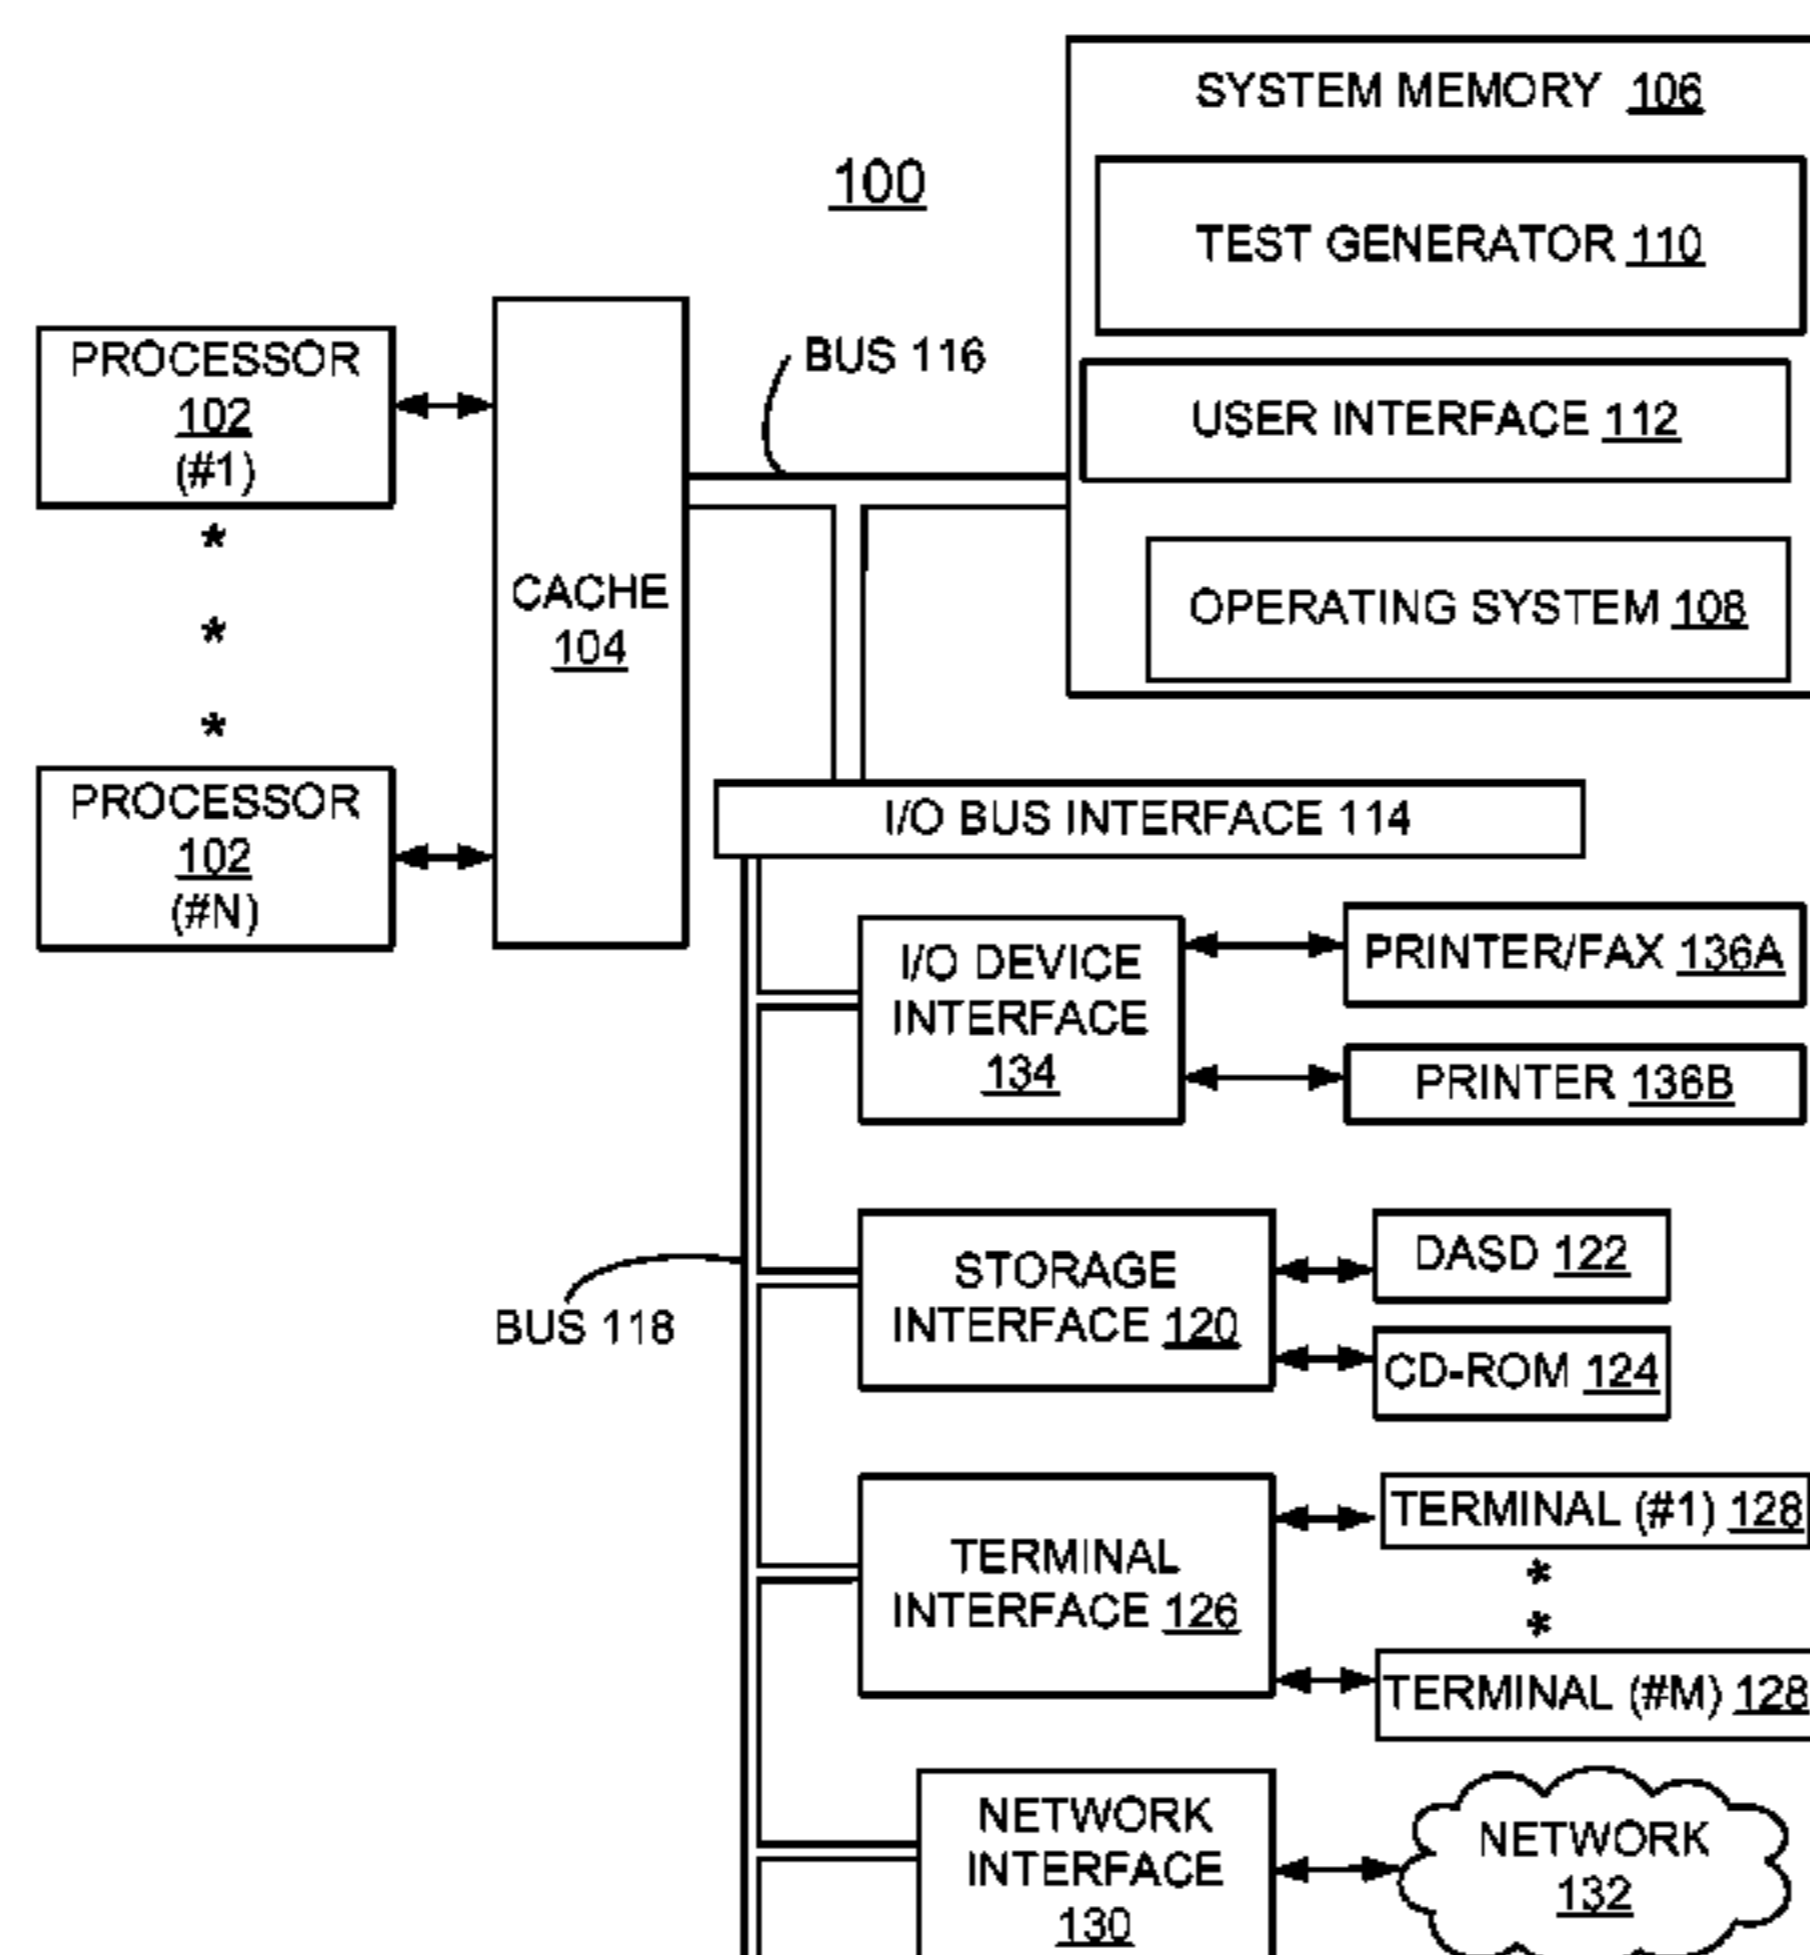 SYSTEM MEMORY 106
100
TEST GENERATOR 110
BUS 116
USER INTERFACE 112
OPERATING SYSTEM 108
PROCESSOR
102
(#1)
*
*
*
PROCESSOR
102
(#N)
CACHE
104
I/O BUS INTERFACE 114
I/O DEVICE
INTERFACE
134
PRINTER/FAX 136A
PRINTER 136B
BUS 118
STORAGE
INTERFACE 120
DASD 122
CD-ROM 124
TERMINAL
INTERFACE 126
TERMINAL (#1) 128
*
*
TERMINAL (#M) 128
NETWORK
INTERFACE
130
NETWORK
132